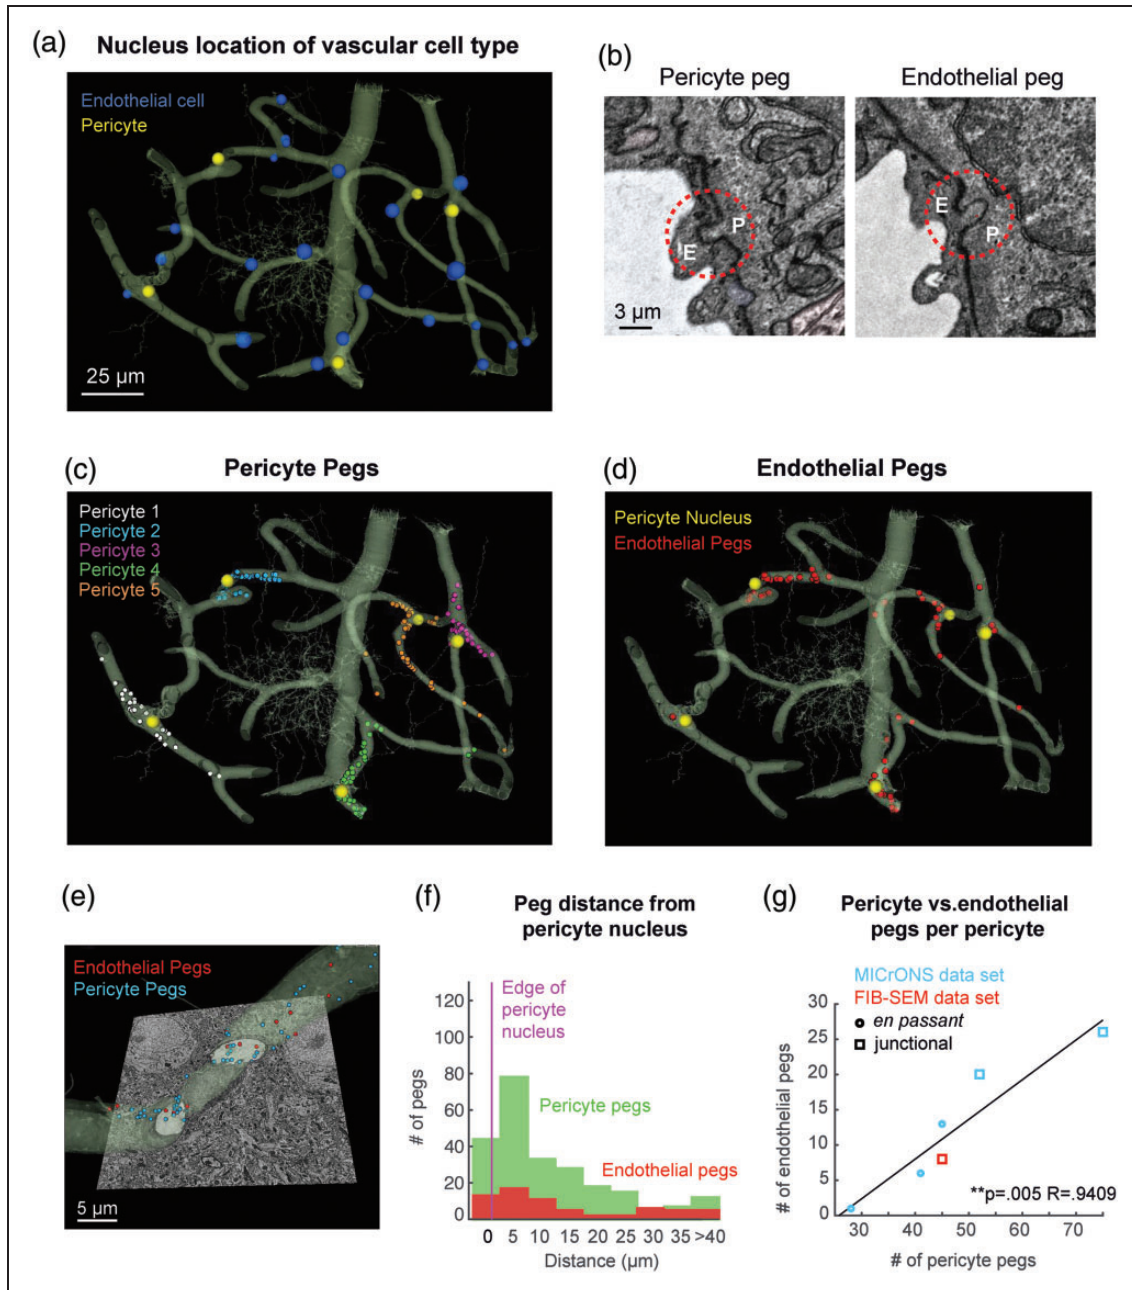 (a) Nucleus location of vascular cell type
Endothelial cell
Pericyte
25 µm
(b)
Pericyte peg
Endothelial peg
E
P
E
P
3 µm
(c) Pericyte Pegs
Pericyte 1
Pericyte 2
Pericyte 3
Pericyte 4
Pericyte 5
(d) Endothelial Pegs
Pericyte Nucleus
Endothelial Pegs
(e)
Endothelial Pegs
Pericyte Pegs
5 µm
(f) Peg distance from
pericyte nucleus
# of pegs
120
100
80
60
40
20
0
Edge of
pericyte
nucleus
Pericyte pegs
Endothelial pegs
0 5 10 15 20 25 30 35 >40
Distance (µm)
(g) Pericyte vs.endothelial
pegs per pericyte
MICrONS data set
FIB-SEM data set
en passant
junctional
# of endothelial pegs
30
25
20
15
10
5
0
**p=.005 R=.9409
30 40 50 60 70
# of pericyte pegs